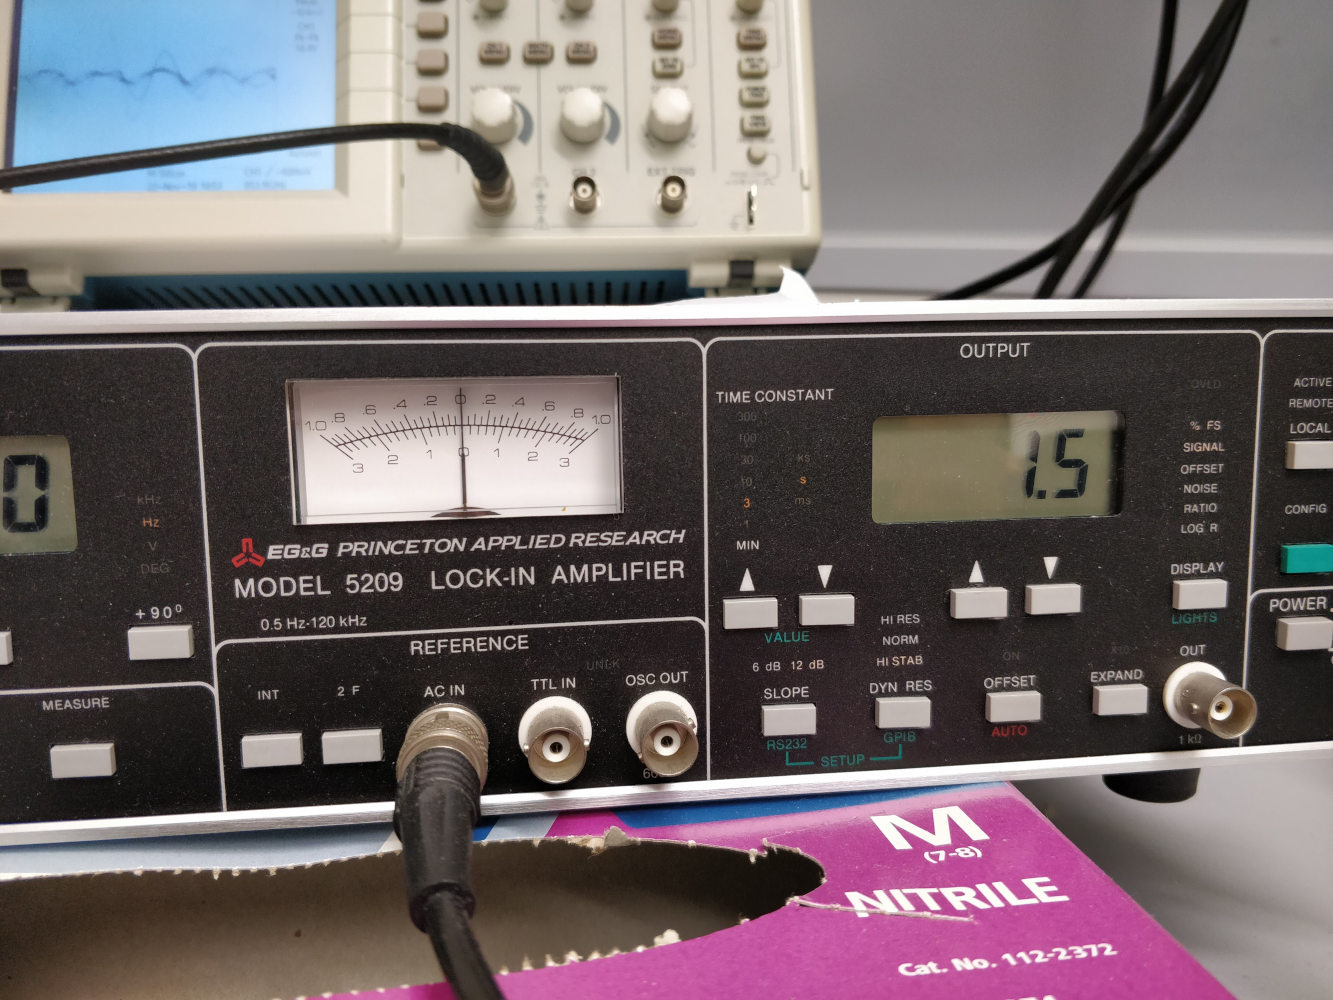 EXT TRIG
0
kHz
Hz
V
DEG
+90°
MEASURE
1.0 .8 .6 .4 .2 0 .2 .4 .6 .8 1.0
3 2 1 0 1 2 3
EG&G PRINCETON APPLIED RESEARCH
MODEL 5209 LOCK-IN AMPLIFIER
0.5 Hz-120 kHz
REFERENCE
INT
2 F
AC IN
TTL IN
UNLK
OSC OUT
OUTPUT
TIME CONSTANT
300
100
30
10
3
1
MIN
ks
s
ms
VALUE
1.5
OVLD
% FS
SIGNAL
OFFSET
NOISE
RATIO
LOG R
DISPLAY
LIGHTS
6 dB 12 dB
SLOPE
RS232
HI RES
NORM
HI STAB
DYN RES
GPIB
SETUP
ON
OFFSET
AUTO
X10
EXPAND
OUT
1 kΩ
ACTIVE
REMOTE
LOCAL
CONFIG
POWER
M
(7-8)
NITRILE
Cat. No. 112-2372